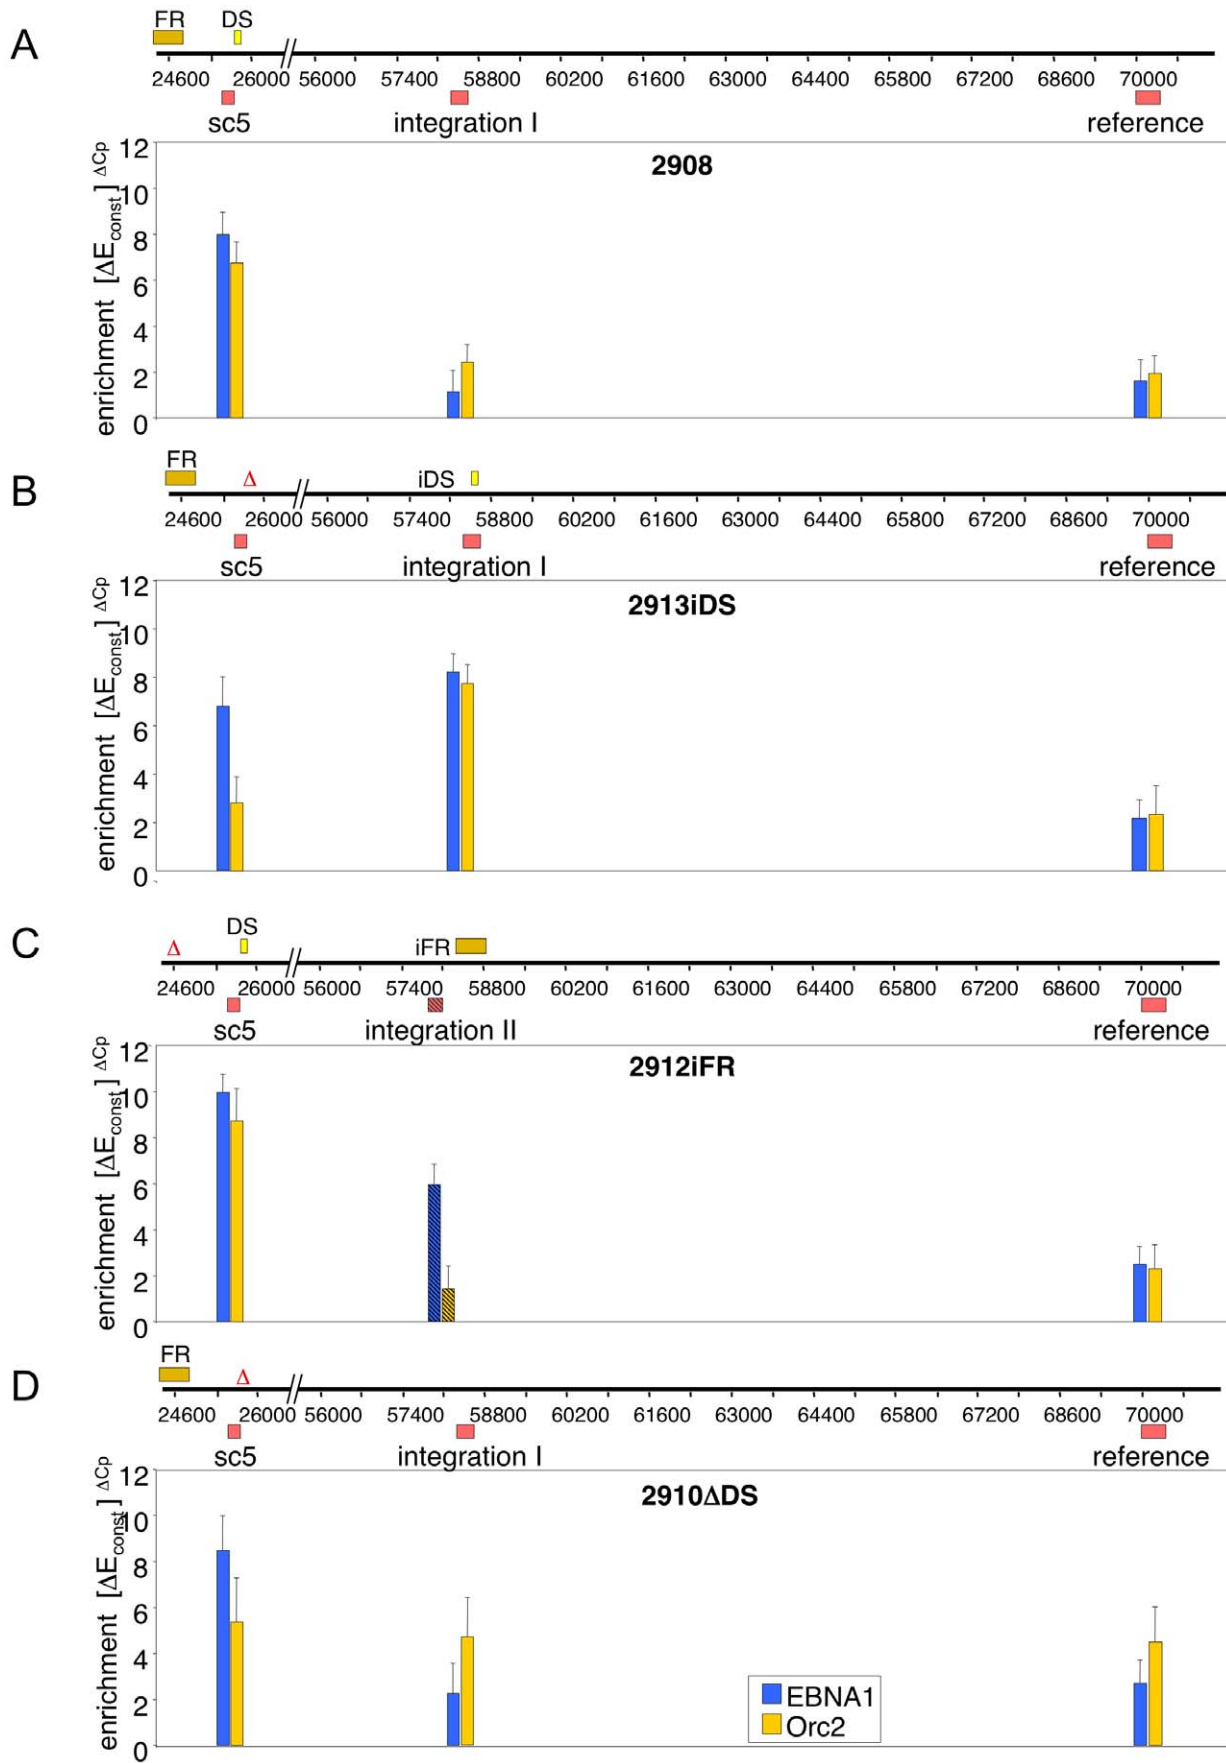 A
FR DS
24600 26000 56000 57400 58800 60200 61600 63000 64400 65800 67200 68600 70000
sc5 integration I reference
2908
enrichment [ΔEconst] ΔCp
12
10
8
6
4
2
0
B
FR Δ iDS
24600 26000 56000 57400 58800 60200 61600 63000 64400 65800 67200 68600 70000
sc5 integration I reference
2913iDS
enrichment [ΔEconst] ΔCp
12
10
8
6
4
2
0
C
Δ DS iFR
24600 26000 56000 57400 58800 60200 61600 63000 64400 65800 67200 68600 70000
sc5 integration II reference
2912iFR
enrichment [ΔEconst] ΔCp
12
10
8
6
4
2
0
D
FR Δ
24600 26000 56000 57400 58800 60200 61600 63000 64400 65800 67200 68600 70000
sc5 integration I reference
2910ΔDS
enrichment [ΔEconst] ΔCp
12
10
8
6
4
2
0
EBNA1
Orc2